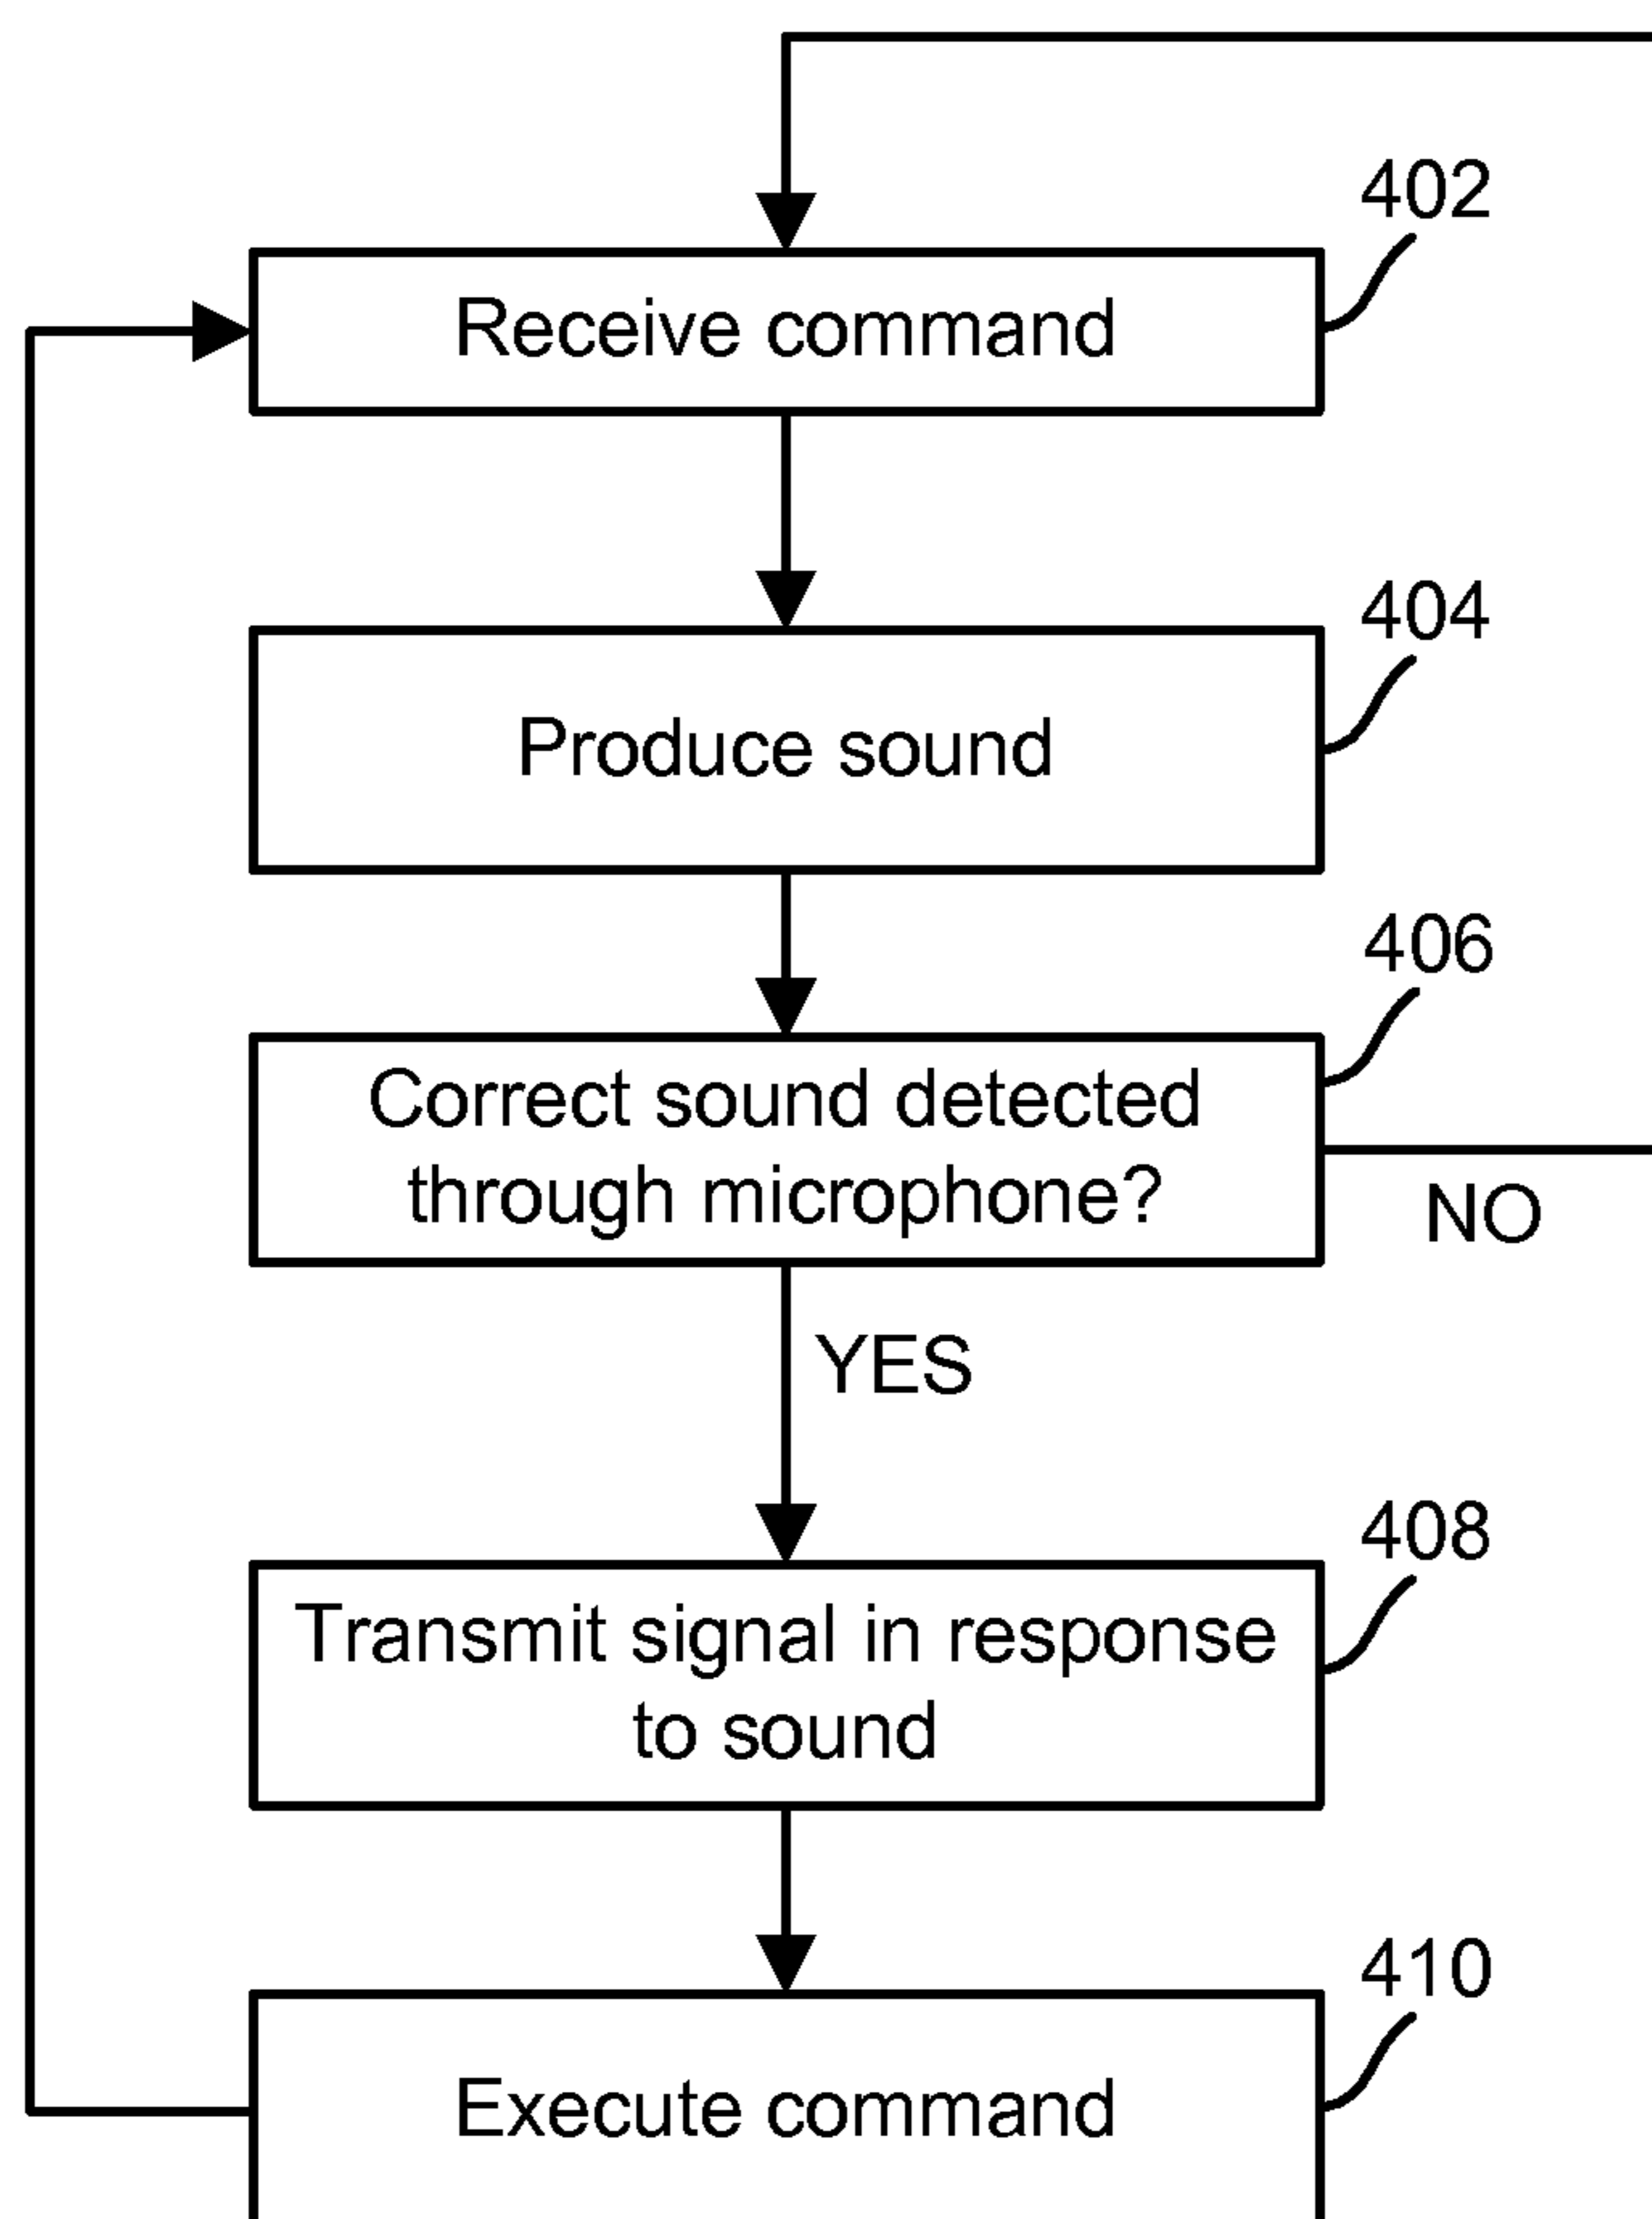 402
Receive command
404
Produce sound
406
Correct sound detected
through microphone?
NO
YES
408
Transmit signal in response
to sound
410
Execute command